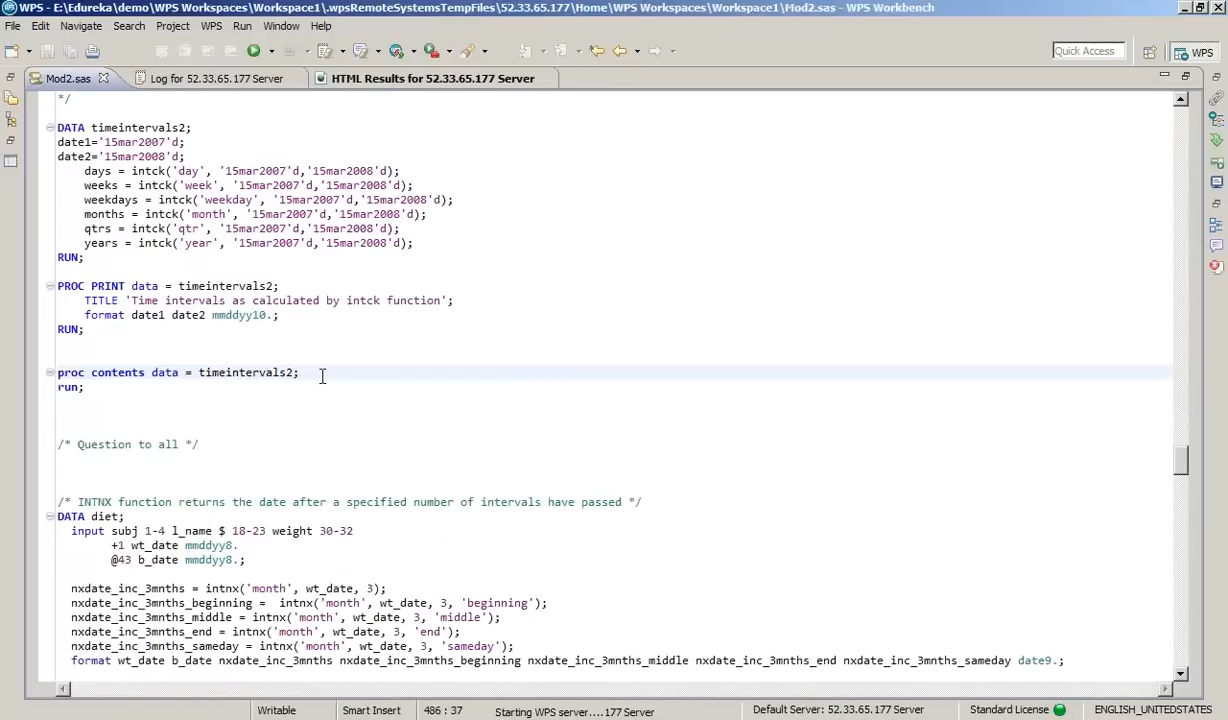 WPS - E:\Edureka\demo\WPS Workspaces\Workspace1\.wpsRemoteSystemsTempFiles\52.33.65.177\Home\WPS Workspaces\Workspace1\Mod2.sas - WPS Workbench
File Edit Navigate Search Project WPS Run Window Help
Quick Access WPS
Mod2.sas Log for 52.33.65.177 Server HTML Results for 52.33.65.177 Server
*/
DATA timeintervals2;
date1='15mar2007'd;
date2='15mar2008'd;
days = intck('day', '15mar2007'd,'15mar2008'd);
weeks = intck('week', '15mar2007'd,'15mar2008'd);
weekdays = intck('weekday', '15mar2007'd,'15mar2008'd);
months = intck('month', '15mar2007'd,'15mar2008'd);
qtrs = intck('qtr', '15mar2007'd,'15mar2008'd);
years = intck('year', '15mar2007'd,'15mar2008'd);
RUN;
PROC PRINT data = timeintervals2;
TITLE 'Time intervals as calculated by intck function';
format date1 date2 mmddyy10.;
RUN;
proc contents data = timeintervals2;
run;
/* Question to all */
/* INTNX function returns the date after a specified number of intervals have passed */
DATA diet;
input subj 1-4 l_name $ 18-23 weight 30-32
+1 wt_date mmddyy8.
@43 b_date mmddyy8.;
nxdate_inc_3mnths = intnx('month', wt_date, 3);
nxdate_inc_3mnths_beginning =  intnx('month', wt_date, 3, 'beginning');
nxdate_inc_3mnths_middle = intnx('month', wt_date, 3, 'middle');
nxdate_inc_3mnths_end = intnx('month', wt_date, 3, 'end');
nxdate_inc_3mnths_sameday = intnx('month', wt_date, 3, 'sameday');
format wt_date b_date nxdate_inc_3mnths nxdate_inc_3mnths_beginning nxdate_inc_3mnths_middle nxdate_inc_3mnths_end nxdate_inc_3mnths_sameday date9.;
Writable Smart Insert 486 : 37 Starting WPS server....177 Server Default Server: 52.33.65.177 Server Standard License ENGLISH_UNITEDSTATES